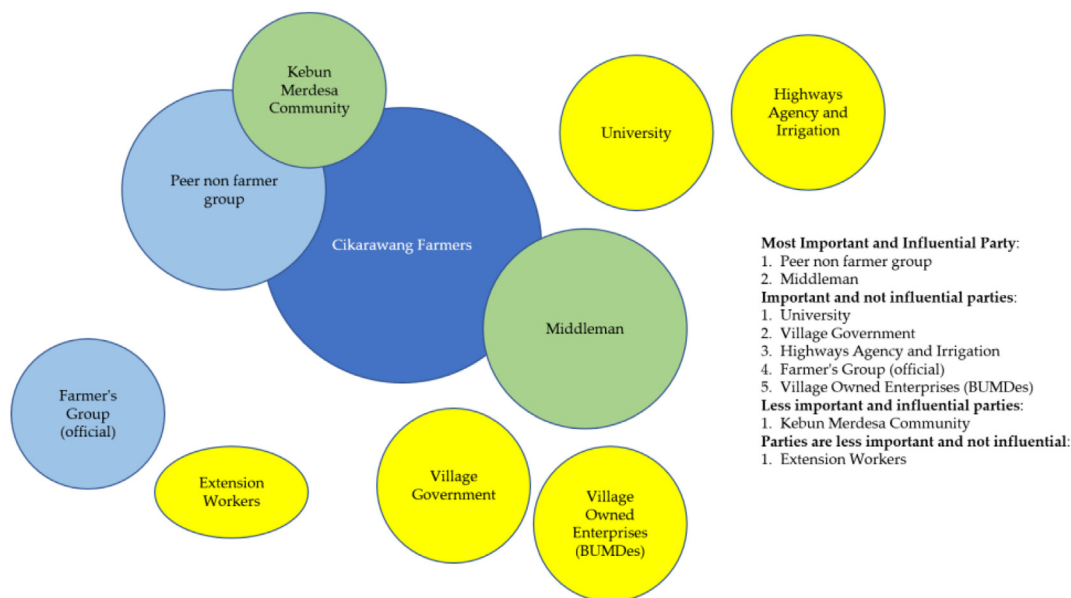 Kebun
Merdesa
Community
University
Highways
Agency and
Irrigation
Peer non farmer
group
Cikarawang Farmers
Middleman
Farmer's
Group
(official)
Extension
Workers
Village
Government
Village
Owned
Enterprises
(BUMDes)
Most Important and Influential Party:
1. Peer non farmer group
2. Middleman
Important and not influential parties:
1. University
2. Village Government
3. Highways Agency and Irrigation
4. Farmer's Group (official)
5. Village Owned Enterprises (BUMDes)
Less important and influential parties:
1. Kebun Merdesa Community
Parties are less important and not influential:
1. Extension Workers